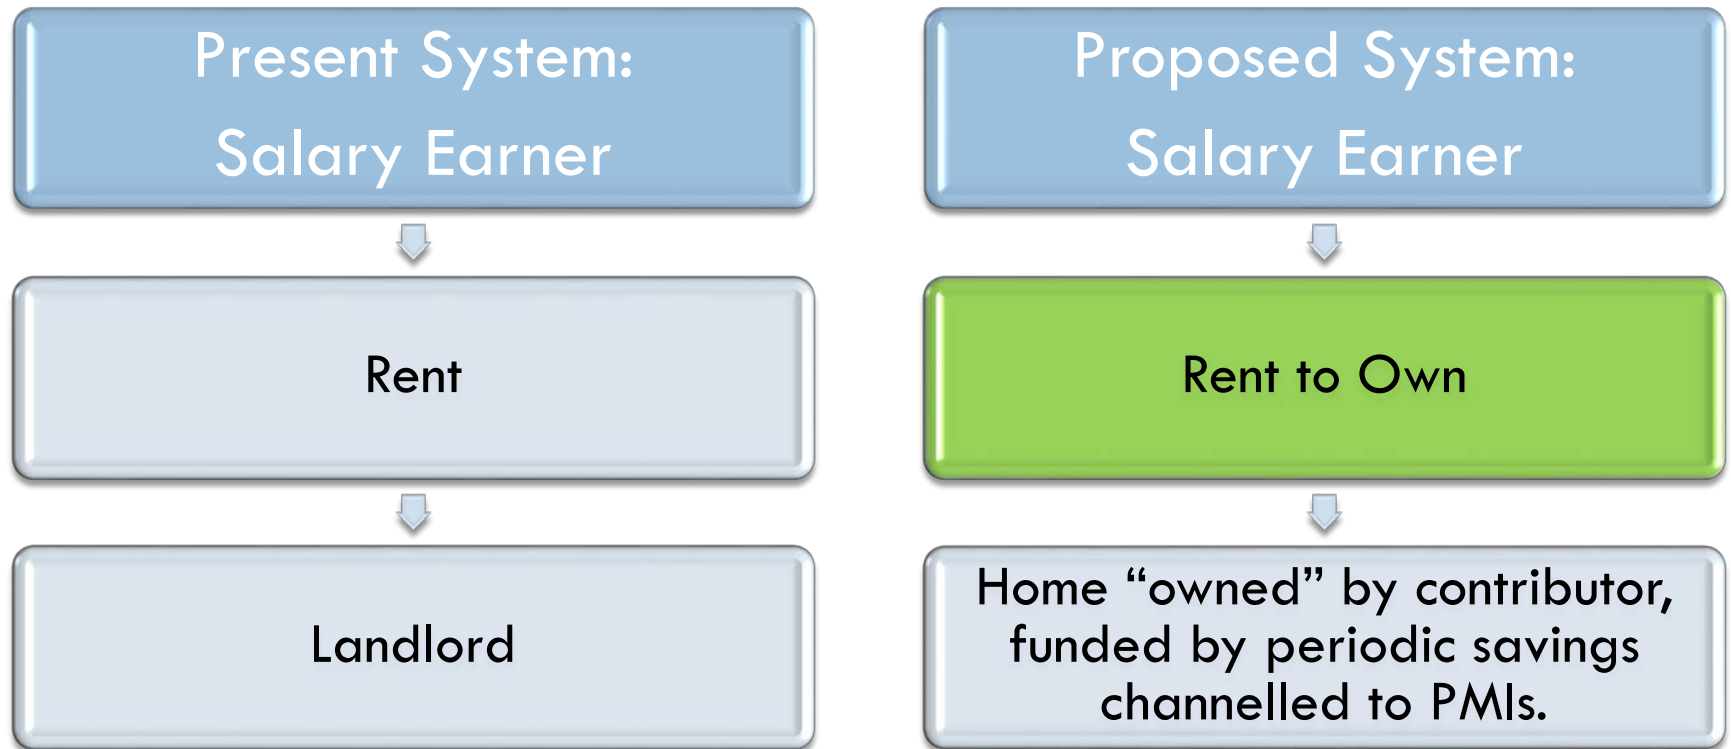 Present System:
Salary Earner
Rent
Landlord
Proposed System:
Salary Earner
Rent to Own
Home “owned” by contributor,
funded by periodic savings
channelled to PMIs.